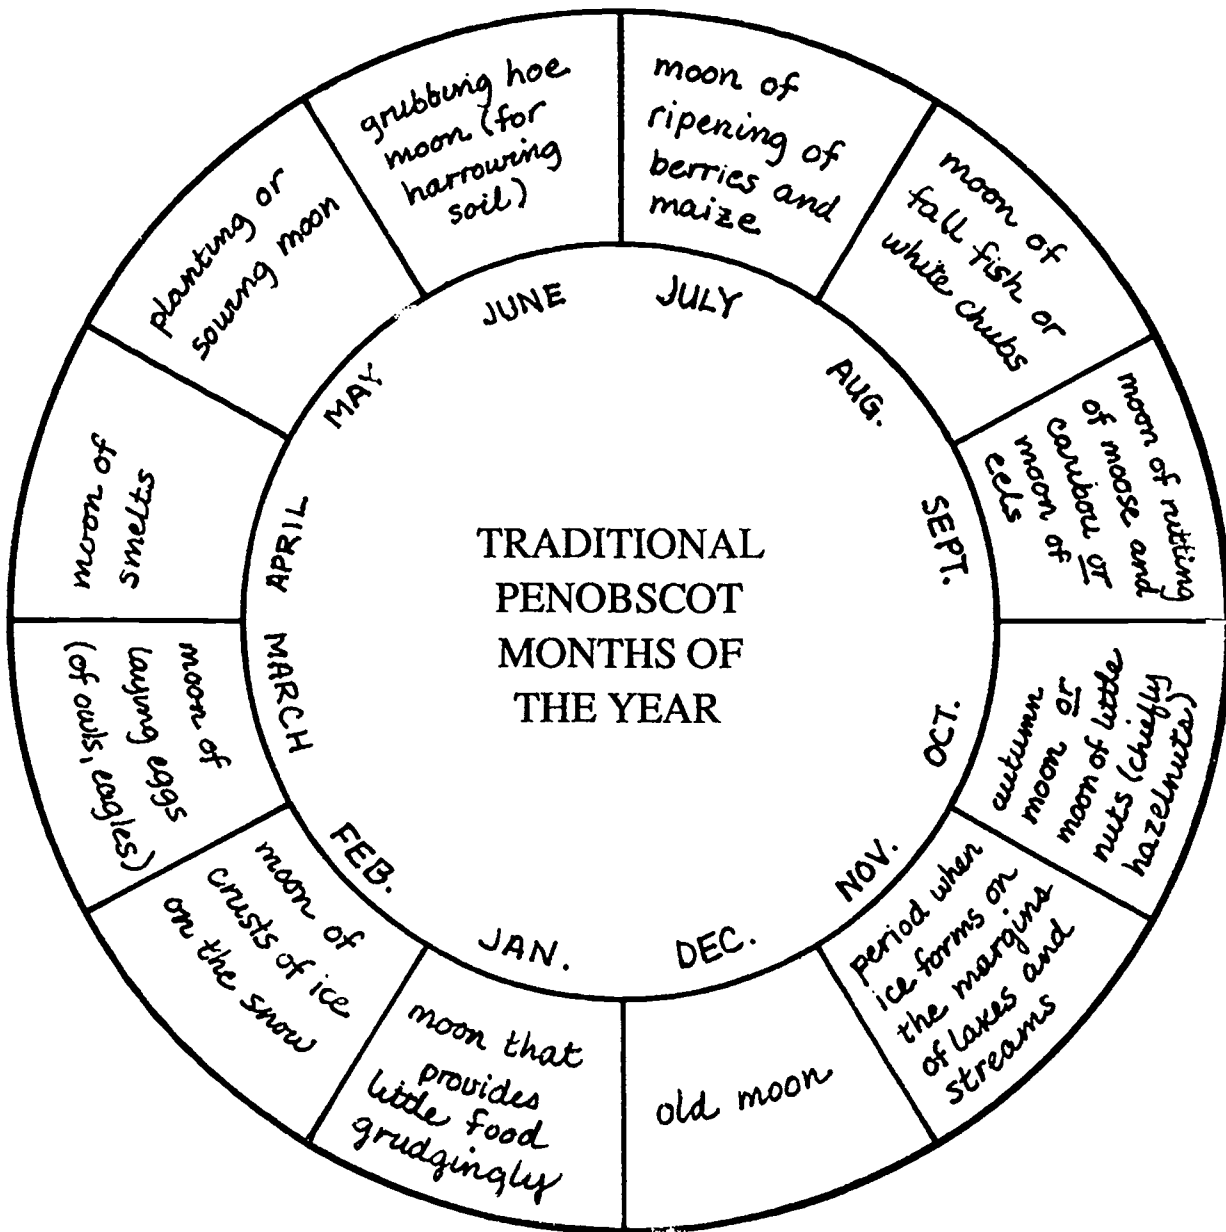 TRADITIONAL
PENOBSCOT
MONTHS OF
THE YEAR
JAN.
moon that
provides
little food
grudgingly
FEB.
moon of
crusts of ice
on the snow
MARCH
moon of
laying eggs
(of owls, eagles)
APRIL
moon of
smelts
MAY
planting or
sowing moon
JUNE
grubbing hoe
moon (for
harrowing
soil)
JULY
moon of
ripening of
berries and
maize
AUG.
moon of
fall fish or
white chubs
SEPT.
moon of rutting
of moose and
caribou or
moon of
eels
OCT.
autumn
moon or
moon of little
nuts (chiefly
hazelnuts)
NOV.
period when
ice forms on
the margins
of lakes and
streams
DEC.
old moon